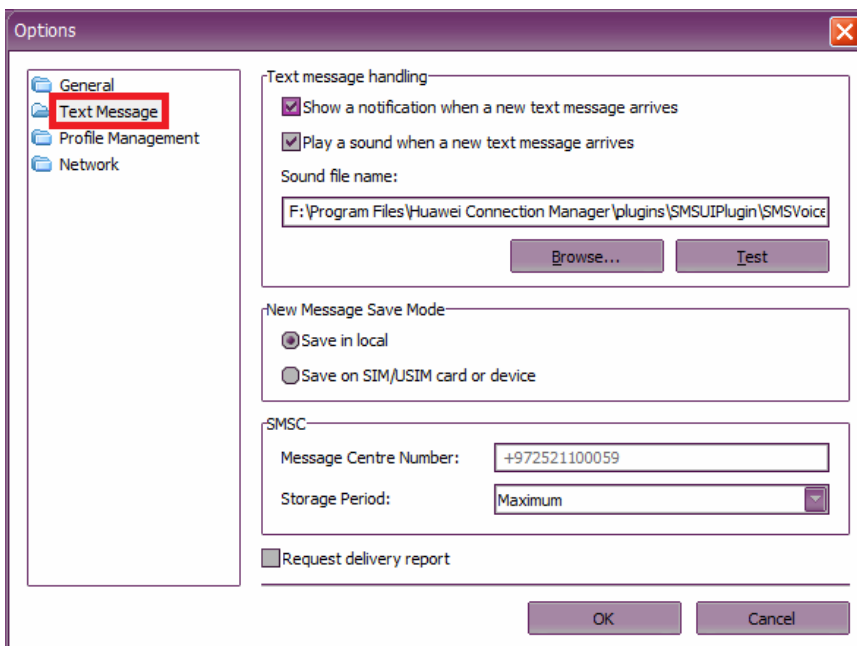 Options
General
Text Message
Profile Management
Network
Text message handling
Show a notification when a new text message arrives
Play a sound when a new text message arrives
Sound file name:
F:\Program Files\Huawei Connection Manager\plugins\SMSUIPlugin\SMSVoice
Browse...
Test
New Message Save Mode
Save in local
Save on SIM/USIM card or device
SMSC
Message Centre Number:
+972521100059
Storage Period:
Maximum
Request delivery report
OK
Cancel